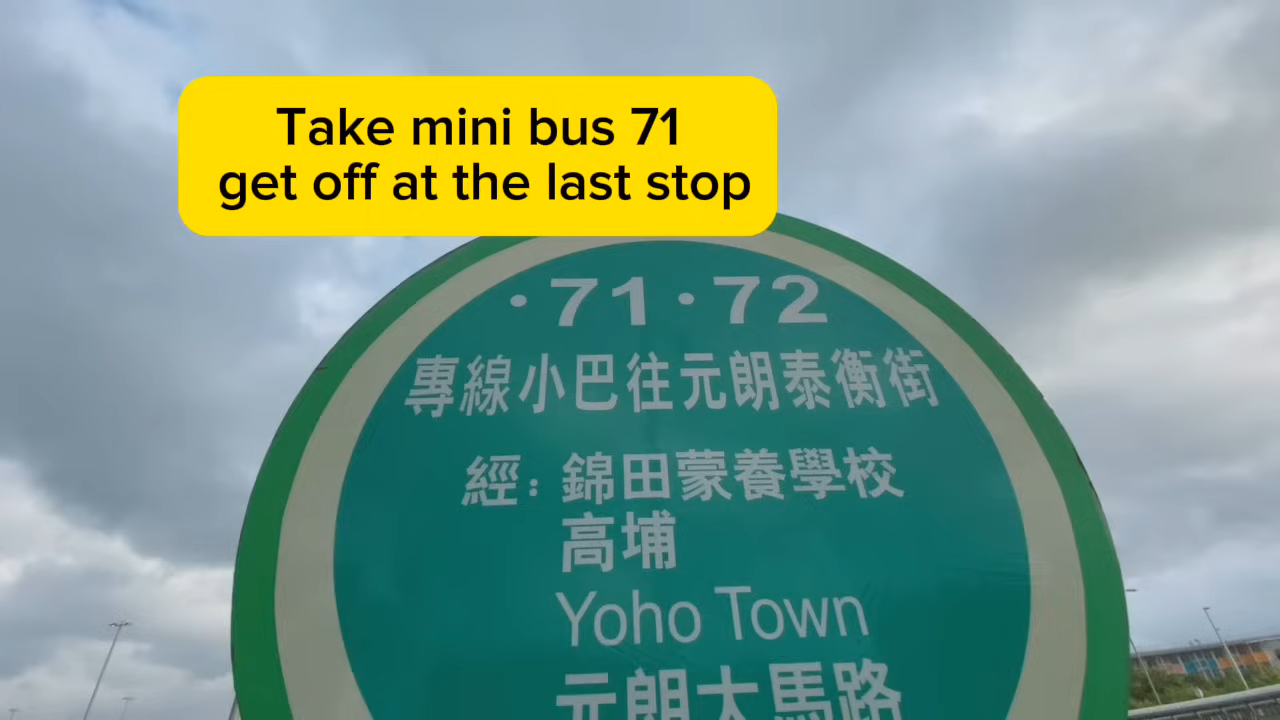 Take mini bus 71
get off at the last stop
·71·72
專線小巴往元朗泰衡街
經：錦田蒙養學校
高埔
Yoho Town
元朗大馬路